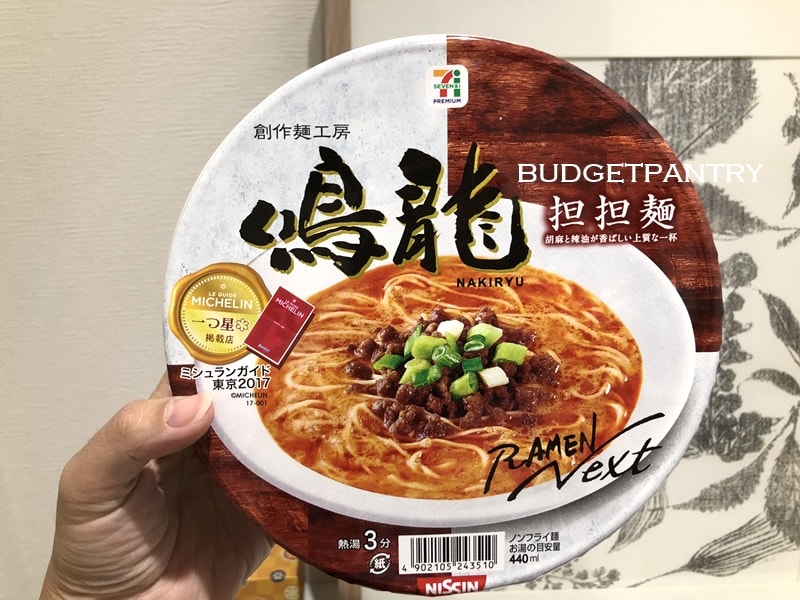 7i
SEVEN&i
PREMIUM
創作麺工房
鳴龍
NAKIRYU
BUDGETPANTRY
担担麺
胡麻と辣油が香ばしい上質な一杯
LE GUIDE
MICHELIN
一つ星
掲載店
MICHELIN
ミシュランガイド
東京2017
©MICHELIN
17-001
RAMEN
Next
熱湯3分
紙
4 902105 243510
ノンフライ麺
お湯の目安量
440ml
NISSIN